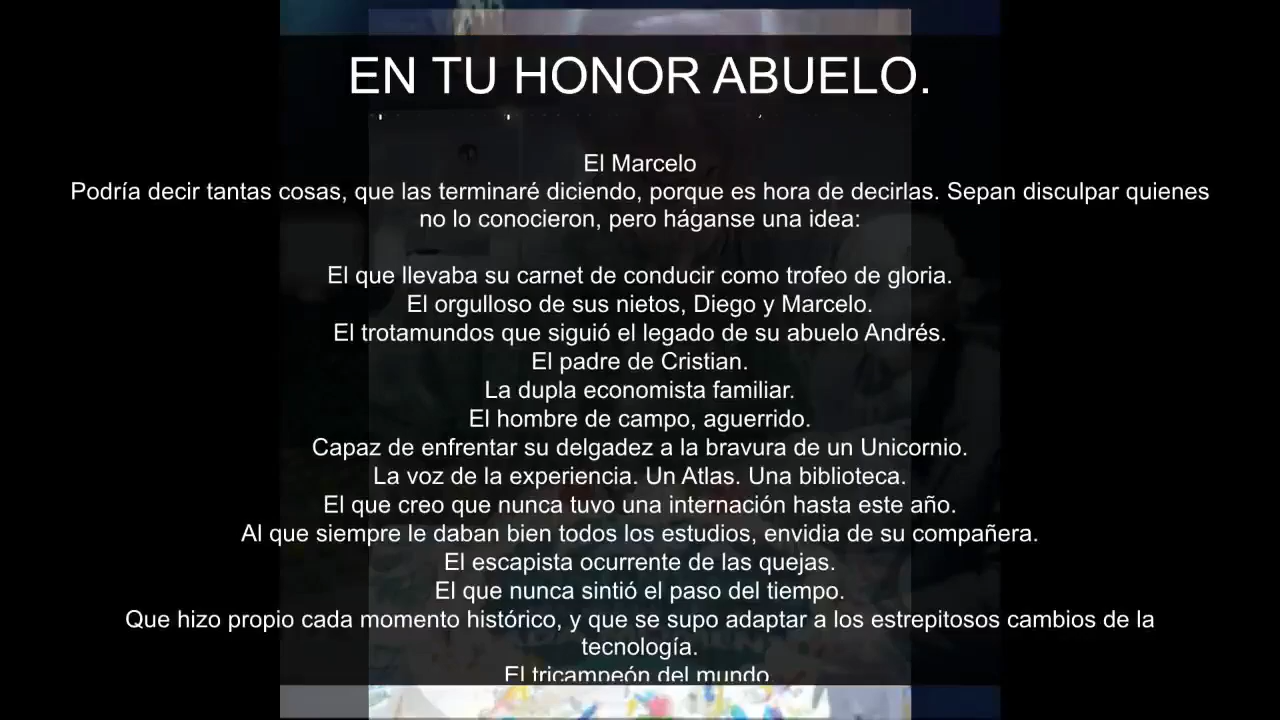 EN TU HONOR ABUELO.
El Marcelo
Podría decir tantas cosas, que las terminaré diciendo, porque es hora de decirlas. Sepan disculpar quienes
no lo conocieron, pero háganse una idea:
El que llevaba su carnet de conducir como trofeo de gloria.
El orgulloso de sus nietos, Diego y Marcelo.
El trotamundos que siguió el legado de su abuelo Andrés.
El padre de Cristian.
La dupla economista familiar.
El hombre de campo, aguerrido.
Capaz de enfrentar su delgadez a la bravura de un Unicornio.
La voz de la experiencia. Un Atlas. Una biblioteca.
El que creo que nunca tuvo una internación hasta este año.
Al que siempre le daban bien todos los estudios, envidia de su compañera.
El escapista ocurrente de las quejas.
El que nunca sintió el paso del tiempo.
Que hizo propio cada momento histórico, y que se supo adaptar a los estrepitosos cambios de la
tecnología.
El tricampeón del mundo